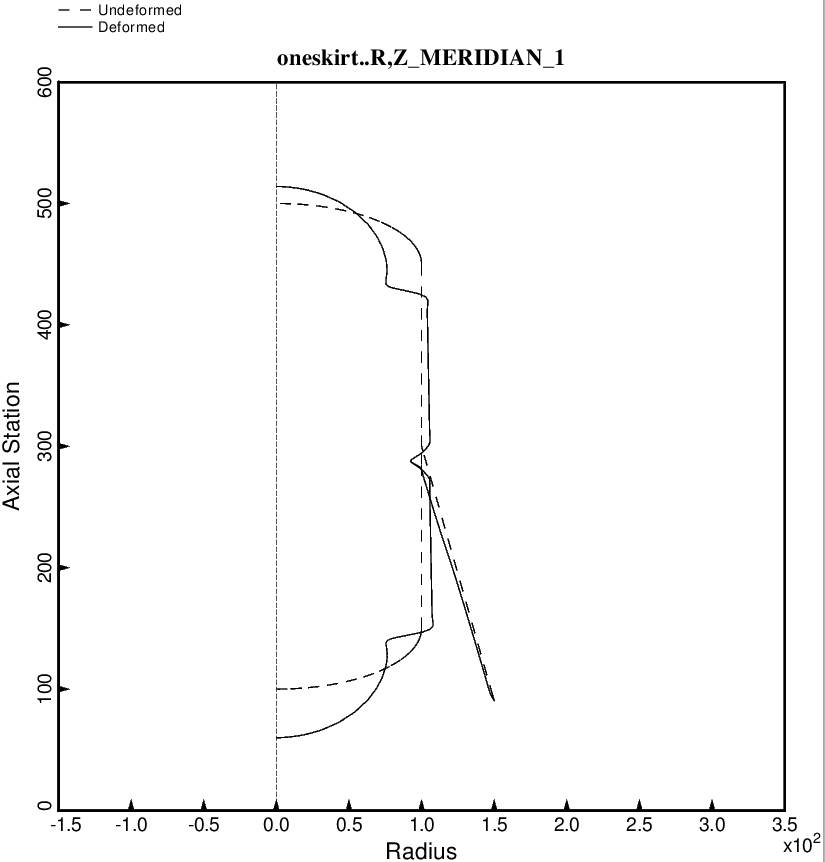 Undeformed
Deformed
oneskirt..R,Z_MERIDIAN_1
600
500
400
300
200
100
0
Axial Station
-1.5 -1.0 -0.5 0.0 0.5 1.0 1.5 2.0 2.5 3.0 3.5
x10²
Radius